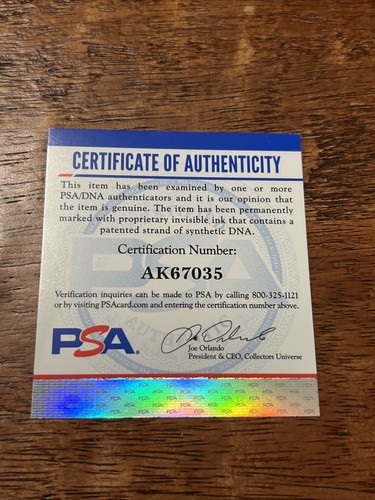 CERTIFICATE OF AUTHENTICITY
This item has been examined by one or more
PSA/DNA authenticators and it is our opinion that
the item is genuine. The item has been permanently
marked with proprietary invisible ink that contains a
patented strand of synthetic DNA.
Certification Number:
AK67035
Verification inquiries can be made to PSA by calling 800-325-1121
or by visiting PSAcard.com and entering the certification number above.
PSA
Joe Orlando
President & CEO, Collectors Universe